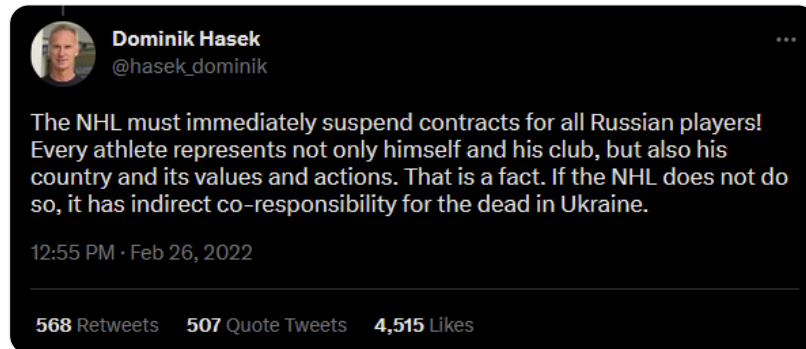 Dominik Hasek
@hasek_dominik
The NHL must immediately suspend contracts for all Russian players!
Every athlete represents not only himself and his club, but also his
country and its values and actions. That is a fact. If the NHL does not do
so, it has indirect co-responsibility for the dead in Ukraine.
12:55 PM · Feb 26, 2022
568 Retweets 507 Quote Tweets 4,515 Likes